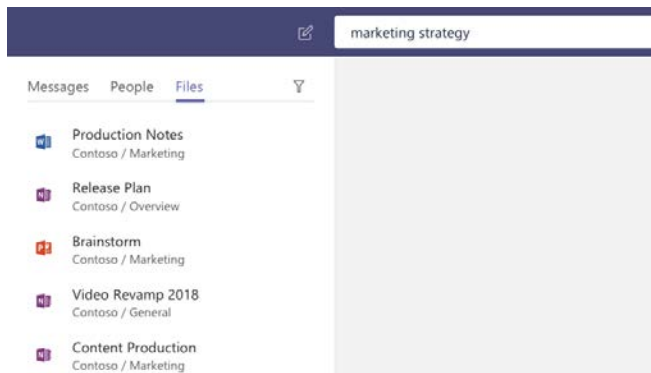 marketing strategy
Messages People Files
Production Notes
Contoso / Marketing
Release Plan
Contoso / Overview
Brainstorm
Contoso / Marketing
Video Revamp 2018
Contoso / General
Content Production
Contoso / Marketing